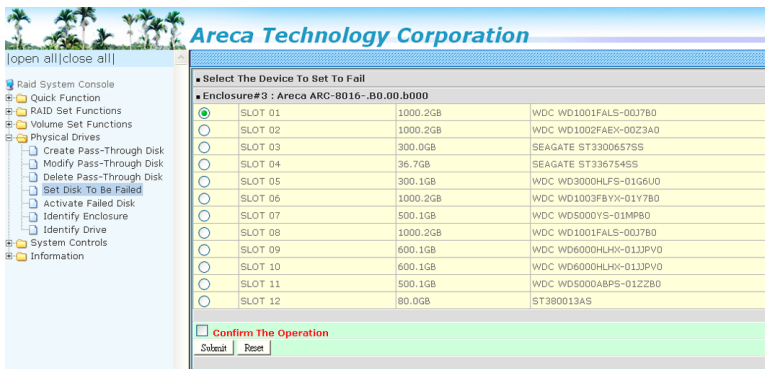 Areca Technology Corporation
|open all|close all|
Raid System Console
Quick Function
RAID Set Functions
Volume Set Functions
Physical Drives
Create Pass-Through Disk
Modify Pass-Through Disk
Delete Pass-Through Disk
Set Disk To Be Failed
Activate Failed Disk
Identify Enclosure
Identify Drive
System Controls
Information
Select The Device To Set To Fail
Enclosure#3 : Areca ARC-8016-.B0.00.b000
SLOT 01 1000.2GB WDC WD1001FALS-00J7B0
SLOT 02 1000.2GB WDC WD1002FAEX-00Z3A0
SLOT 03 300.0GB SEAGATE ST3300657SS
SLOT 04 36.7GB SEAGATE ST336754SS
SLOT 05 300.1GB WDC WD3000HLFS-01G6U0
SLOT 06 1000.2GB WDC WD1003FBYX-01Y7B0
SLOT 07 500.1GB WDC WD5000YS-01MPB0
SLOT 08 1000.2GB WDC WD1001FALS-00J7B0
SLOT 09 600.1GB WDC WD6000HLHX-01JJPV0
SLOT 10 600.1GB WDC WD6000HLHX-01JJPV0
SLOT 11 500.1GB WDC WD5000ABPS-01ZZB0
SLOT 12 80.0GB ST380013AS
Confirm The Operation
Submit Reset